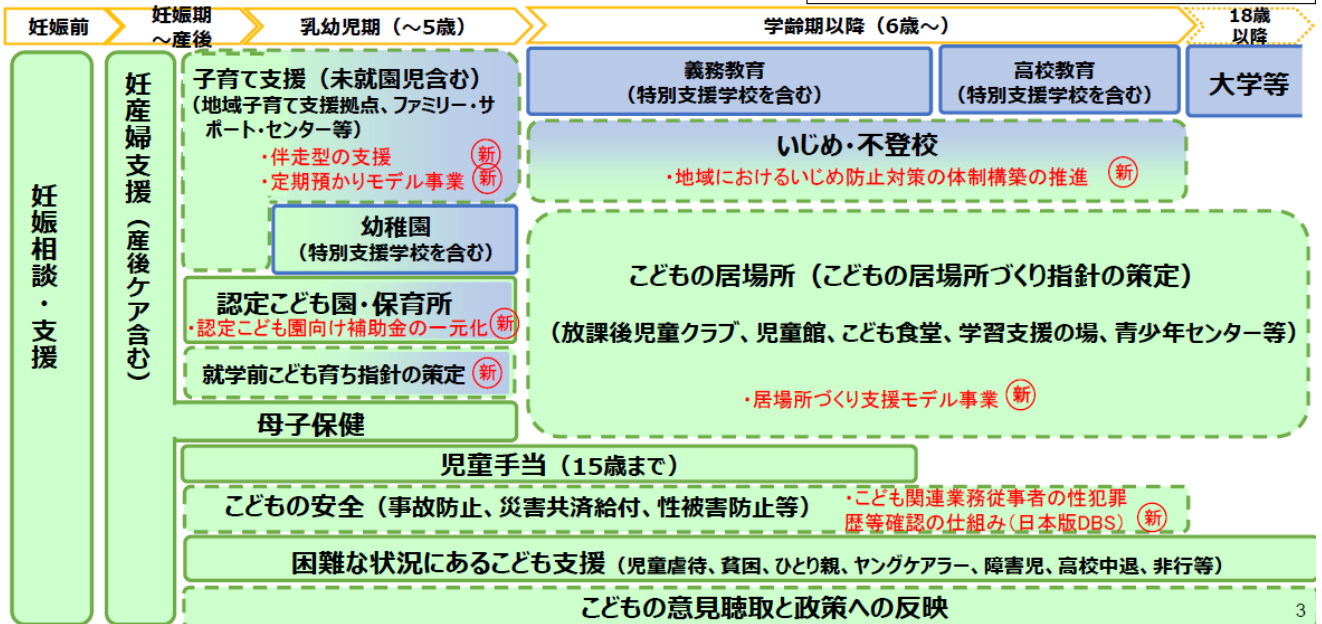 妊娠前
妊娠期
～産後
乳幼児期（～5歳）
学齢期以降（6歳～）
18歳
以降
妊娠相談・支援
妊産婦支援（産後ケア含む）
子育て支援（未就園児含む）
（地域子育て支援拠点、ファミリー・サ
ポート・センター等）
・伴走型の支援 新
・定期預かりモデル事業 新
幼稚園
（特別支援学校を含む）
認定こども園・保育所
・認定こども園向け補助金の一元化 新
就学前こども育ち指針の策定 新
母子保健
義務教育
（特別支援学校を含む）
高校教育
（特別支援学校を含む）
大学等
いじめ・不登校
・地域におけるいじめ防止対策の体制構築の推進 新
こどもの居場所（こどもの居場所づくり指針の策定）
（放課後児童クラブ、児童館、こども食堂、学習支援の場、青少年センター等）
・居場所づくり支援モデル事業 新
児童手当（15歳まで）
こどもの安全（事故防止、災害共済給付、性被害防止等）
・こども関連業務従事者の性犯罪
歴等確認の仕組み（日本版DBS） 新
困難な状況にあるこども支援（児童虐待、貧困、ひとり親、ヤングケアラー、障害児、高校中退、非行等）
こどもの意見聴取と政策への反映
3